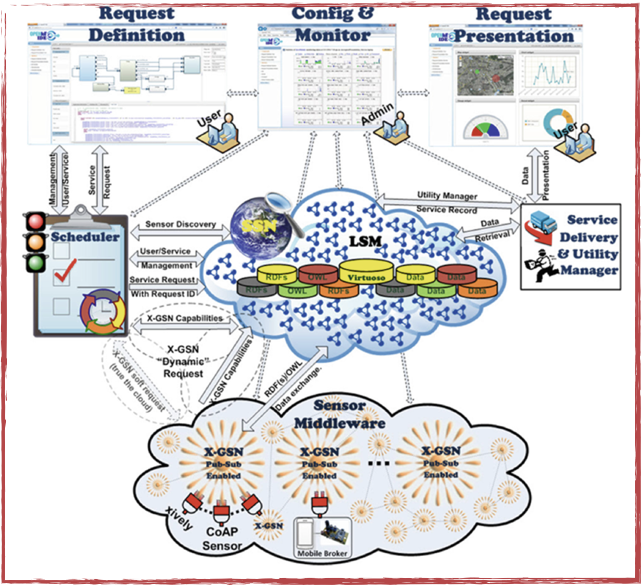 Request
Definition
Config &
Monitor
Request
Presentation
User
Admin
User
Management
User/Service
Service
Request
Data
Presentation
Utility Manager
Service Record
Data
Retrieval
Service
Delivery
& Utility
Manager
Scheduler
Sensor Discovery
User/Service
Management
Service Request
With Request ID
SSN
LSM
RDFs
OWL
Virtuoso
Data
Data
RDFs
OWL
RDFs
Data
Data
Data
X-GSN Capabilities
X-GSN
"Dynamic"
Request
X-GSN Capabilities
X-GSN soft request
(true the cloud)
RDF(s)/OWL
Data exchange.
Sensor
Middleware
X-GSN
Pub-Sub
Enabled
X-GSN
Pub-Sub
Enabled
X-GSN
Pub-Sub
Enabled
xively
CoAP
Sensor
X-GSN
Mobile Broker